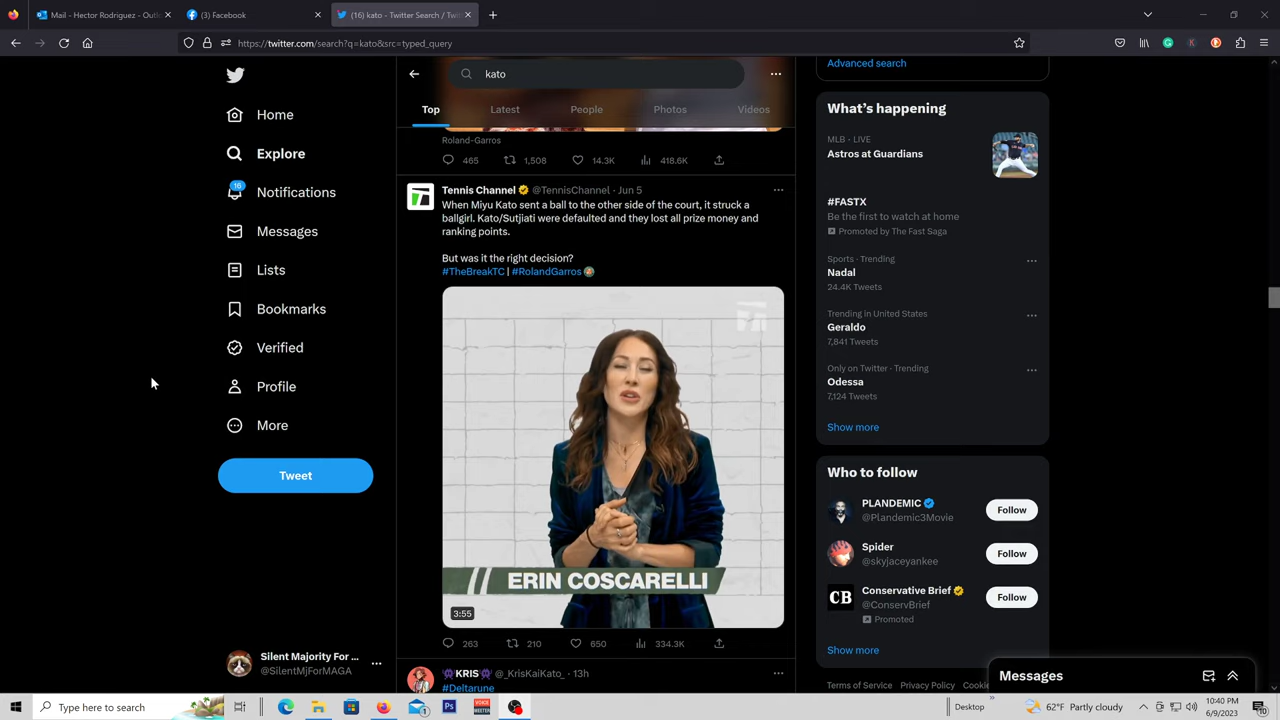 Mail - Hector Rodriguez - Outl
(3) Facebook
(16) kato - Twitter Search / Tw
https://twitter.com/search?q=kato&src=typed_query
Home
Explore
16
Notifications
Messages
Lists
Bookmarks
Verified
Profile
More
Tweet
Silent Majority For ...
@SilentMjForMAGA
kato
Top
Latest
People
Photos
Videos
Roland-Garros
465
1,508
14.3K
418.6K
Tennis Channel @TennisChannel · Jun 5
When Miyu Kato sent a ball to the other side of the court, it struck a
ballgirl. Kato/Sutjiati were defaulted and they lost all prize money and
ranking points.
But was it the right decision?
#TheBreakTC | #RolandGarros
ERIN COSCARELLI
3:55
263
210
650
334.3K
KRIS @_KrisKaiKato_ · 13h
#Deltarune
Advanced search
What's happening
MLB · LIVE
Astros at Guardians
#FASTX
Be the first to watch at home
Promoted by The Fast Saga
Sports · Trending
Nadal
24.4K Tweets
Trending in United States
Geraldo
7,841 Tweets
Only on Twitter · Trending
Odessa
7,124 Tweets
Show more
Who to follow
PLANDEMIC
@Plandemic3Movie
Follow
Spider
@skyjaceyankee
Follow
Conservative Brief
@ConservBrief
Promoted
CB
Follow
Show more
Terms of Service
Privacy Policy
Cookie
Messages
Type here to search
Ps
VOICE
MEETER
Desktop
62°F Partly cloudy
10:40 PM
6/9/2023